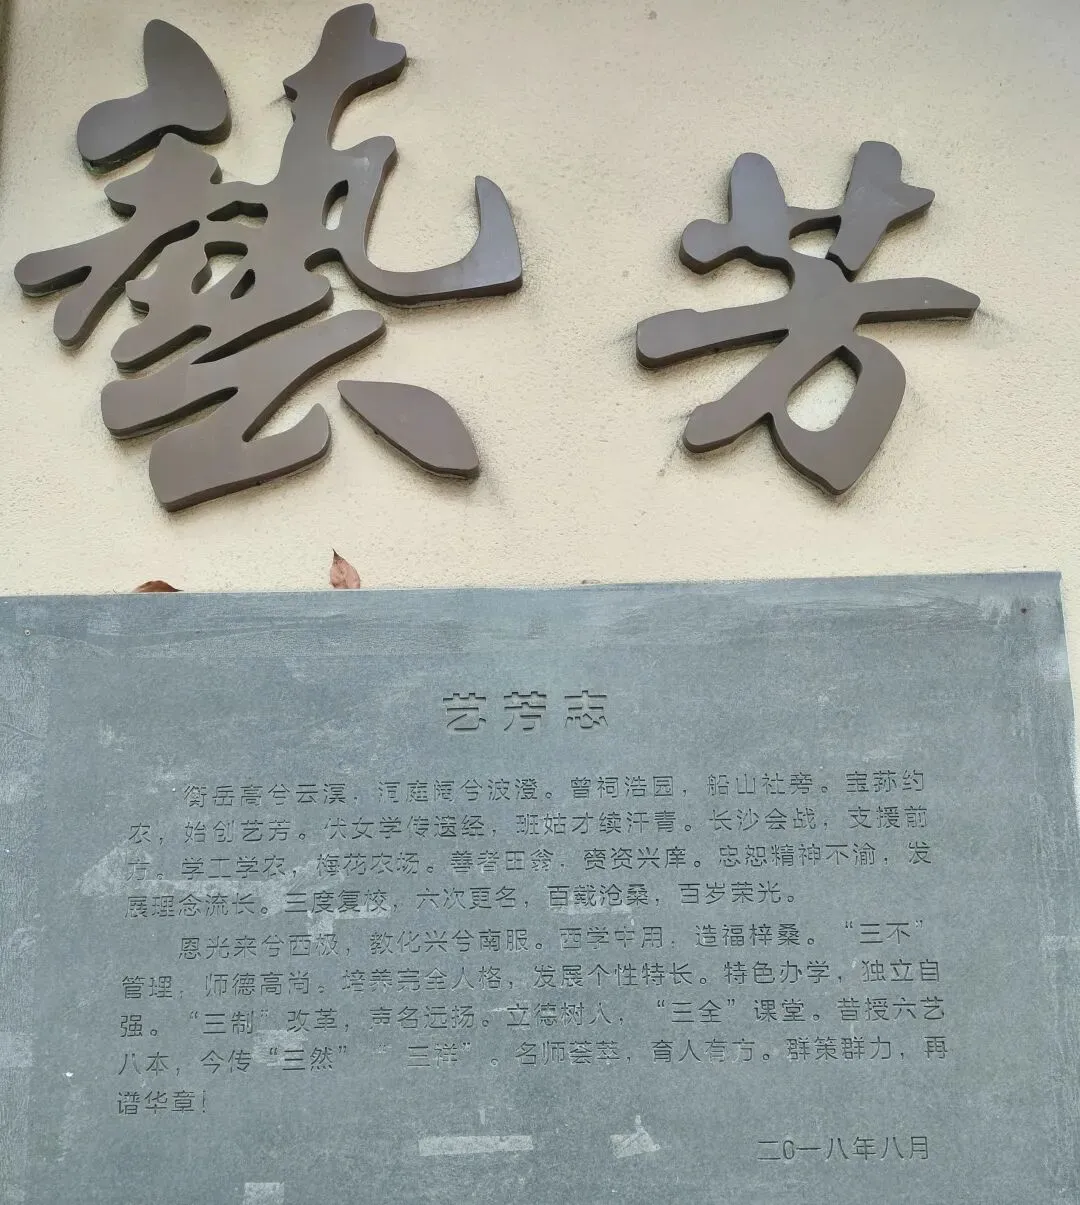 藝芳
艺芳志
衡岳高兮云溟，洞庭阔兮波澄。曾祠浩园，船山社旁。宝荪约
农，始创艺芳。伏女学传遗经，班姑才续汗青。长沙会战，支援前
方。学工学农，梅花农场。善者田翁，赍资兴庠。忠恕精神不渝，发
展理念流长。三度复校，六次更名，百载沧桑，百岁荣光。
恩光来兮西极，教化兴兮南服。西学中用，造福梓桑。“三不”
管理，师德高尚。培养完全人格，发展个性特长。特色办学，独立自
强。“三制”改革，声名远扬。立德树人，“三全”课堂。昔授六艺
八本，今传“三然”“三祥”。名师荟萃，育人有方。群策群力，再
谱华章！
二0一八年八月